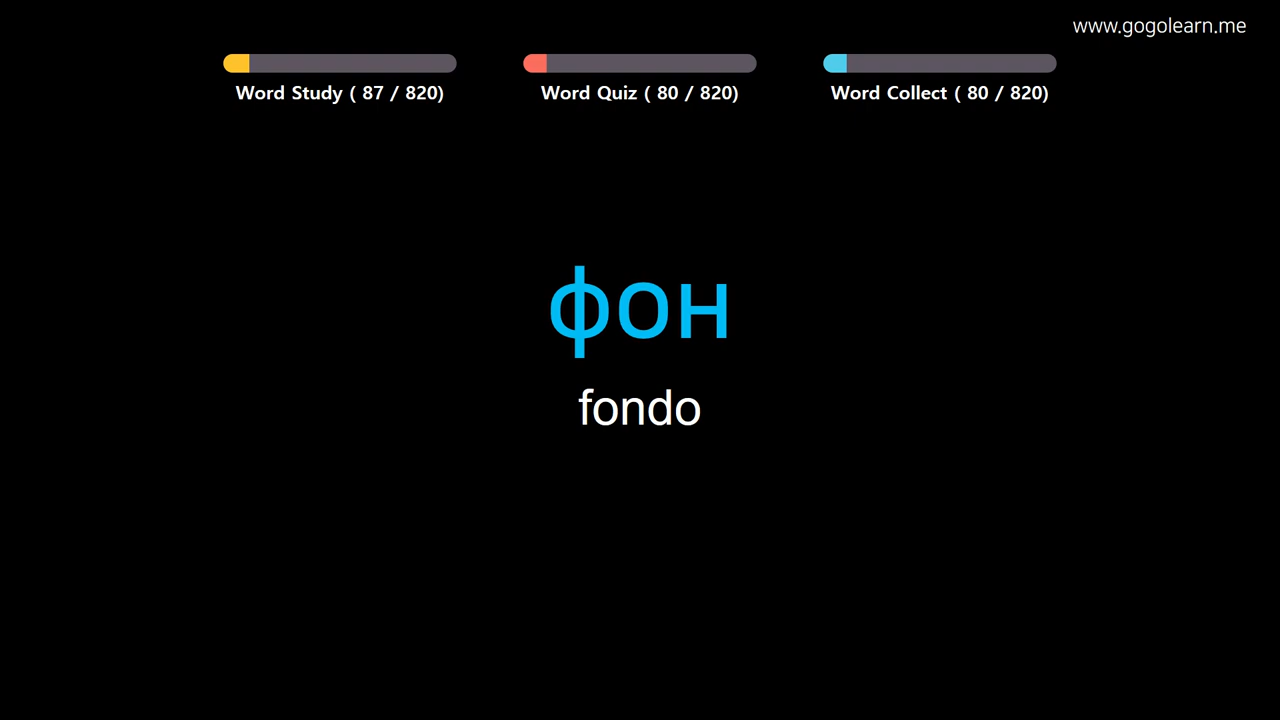 www.gogolearn.me
Word Study ( 87 / 820)
Word Quiz ( 80 / 820)
Word Collect ( 80 / 820)
фон
fondo